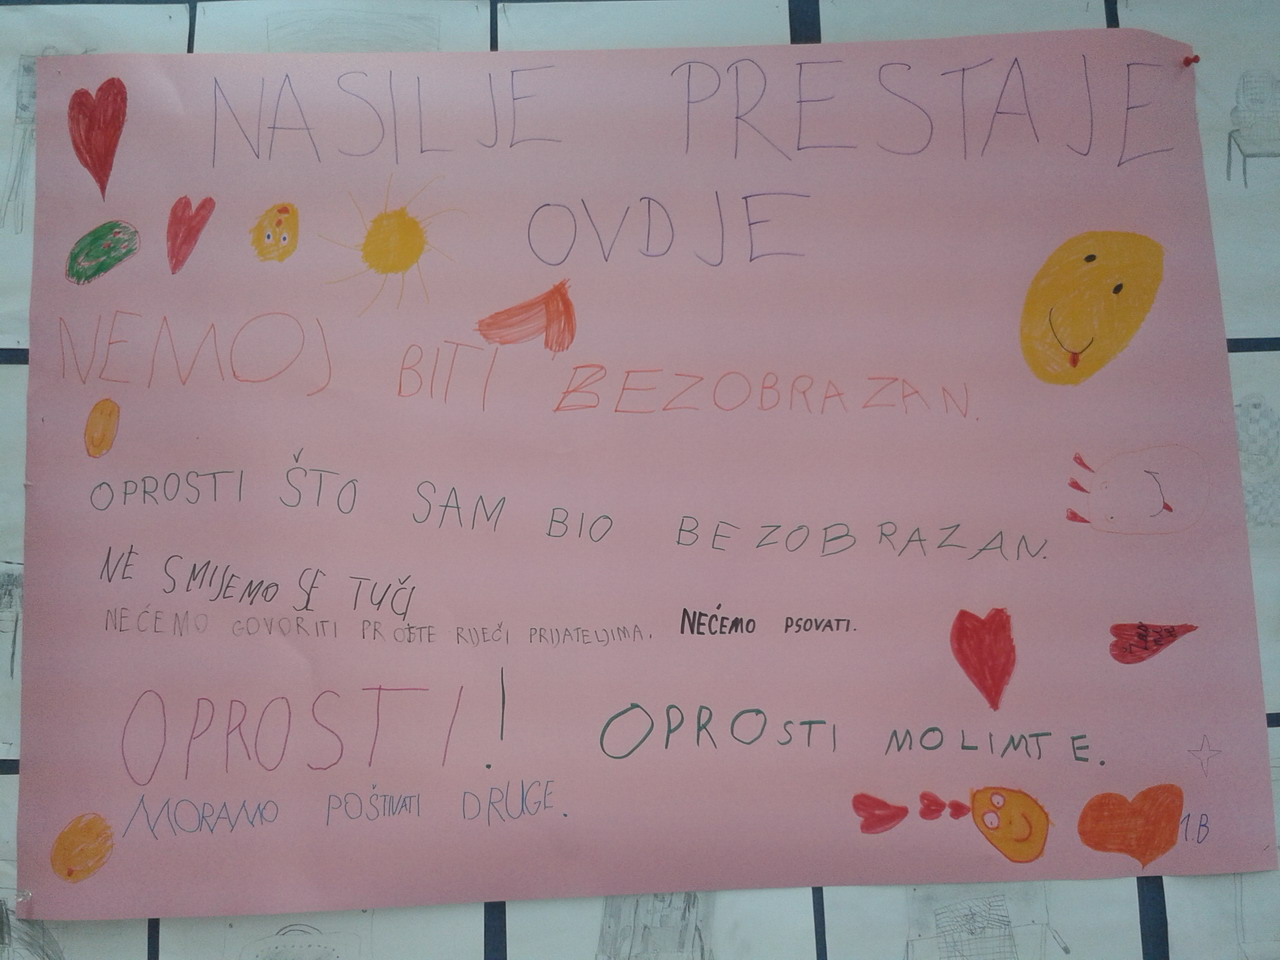 NASILJE PRESTAJE
OVDJE
NEMOJ BITI BEZOBRAZAN.
OPROSTI ŠTO SAM BIO BEZOBRAZAN.
NE SMIJEMO SE TUČI
NEĆEMO GOVORITI PROSTE RIJEČI PRIJATELJIMA. NEĆEMO PSOVATI.
OPROSTI! OPROSTI MOLIMTE.
MORAMO POŠTIVATI DRUGE.
1.B